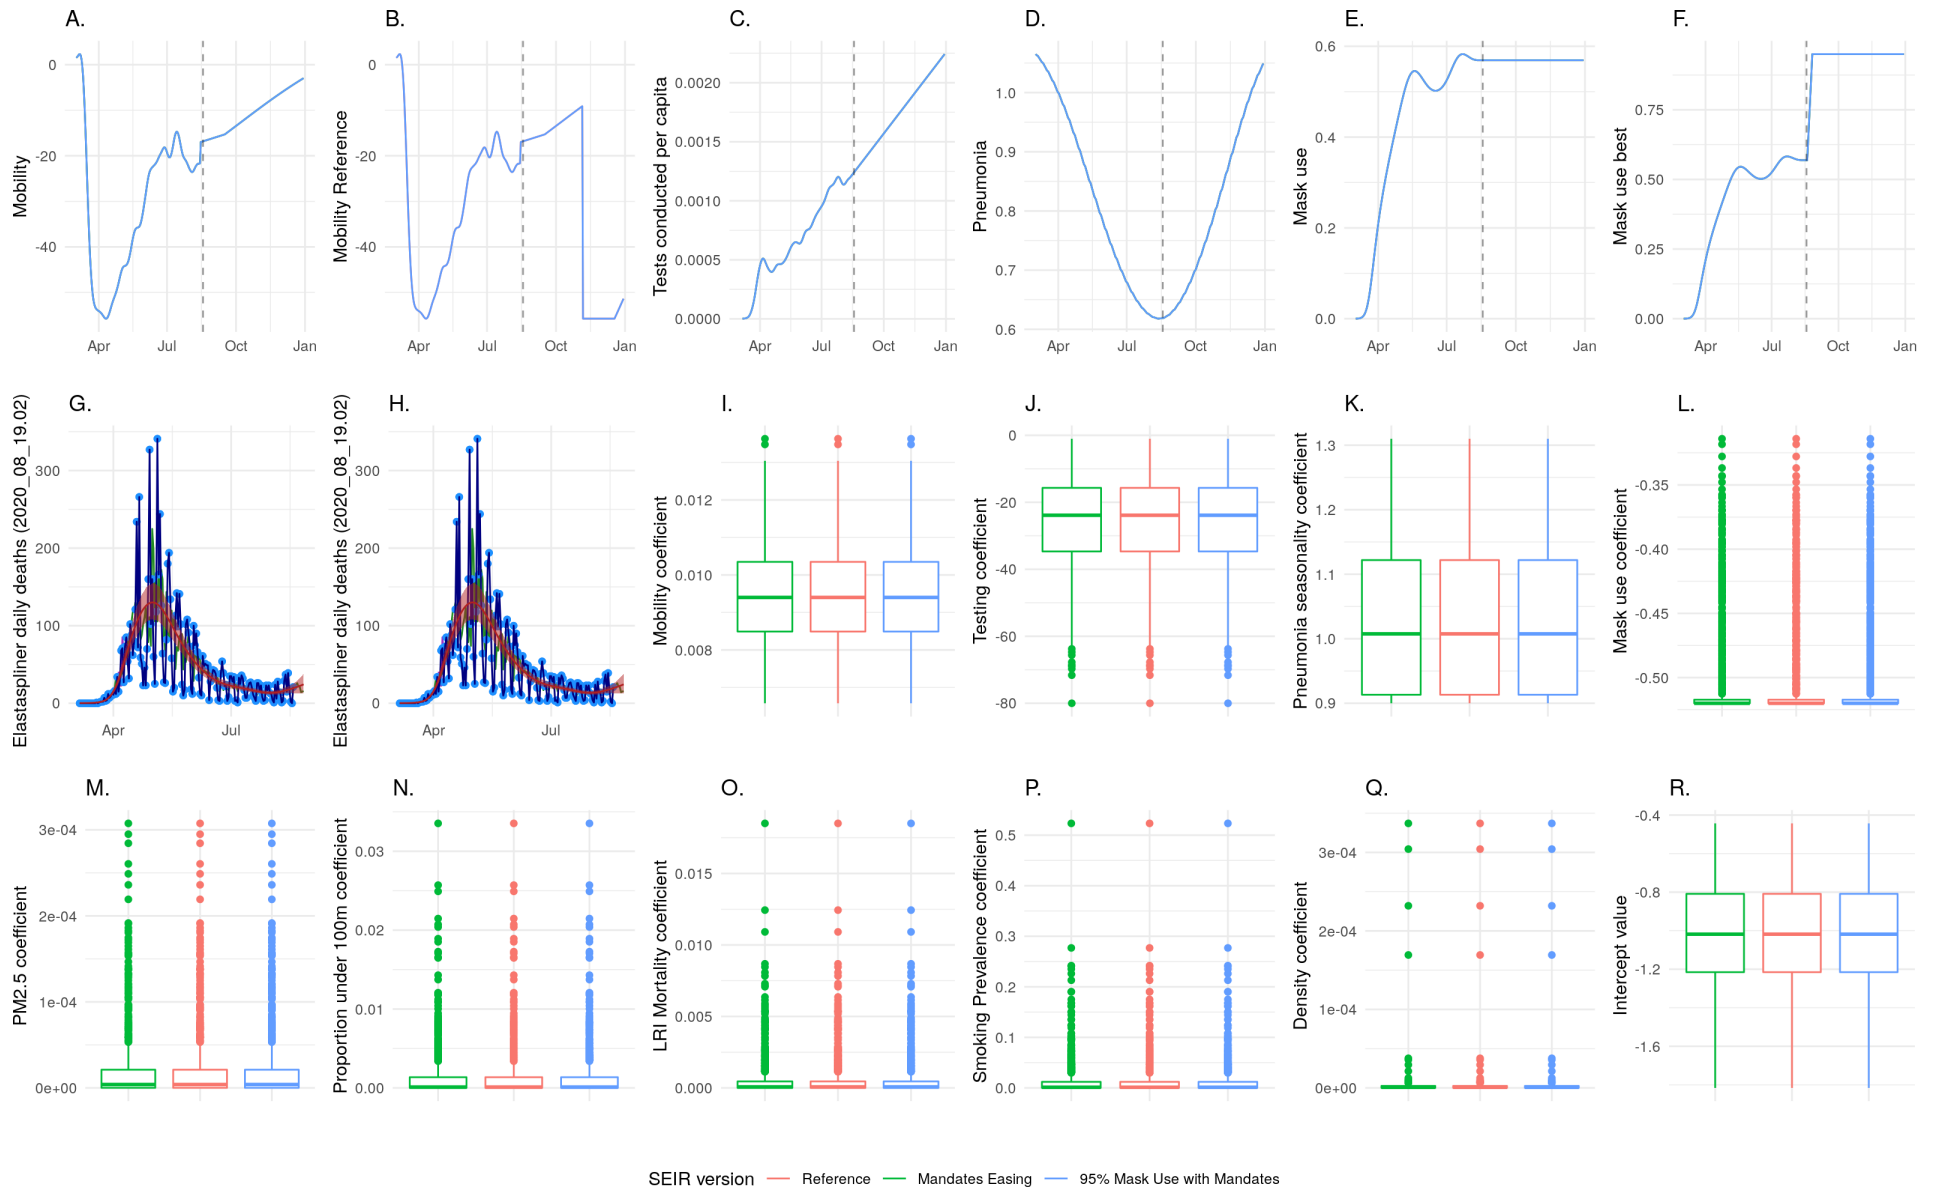 A.
B.
C.
D.
E.
F.
Mobility
0
-20
-40
Apr
Jul
Oct
Jan
Mobility Reference
0
-20
-40
Apr
Jul
Oct
Jan
Tests conducted per capita
0.0020
0.0015
0.0010
0.0005
0.0000
Apr
Jul
Oct
Jan
Pneumonia
1.0
0.9
0.8
0.7
0.6
Apr
Jul
Oct
Jan
Mask use
0.6
0.4
0.2
0.0
Apr
Jul
Oct
Jan
Mask use best
0.75
0.50
0.25
0.00
Apr
Jul
Oct
Jan
G.
H.
I.
J.
K.
L.
Elastaspliner daily deaths (2020_08_19.02)
300
200
100
0
Apr
Jul
Elastaspliner daily deaths (2020_08_19.02)
300
200
100
0
Apr
Jul
Mobility coefficient
0.012
0.010
0.008
Testing coefficient
0
-20
-40
-60
-80
Pneumonia seasonality coefficient
1.3
1.2
1.1
1.0
0.9
Mask use coefficient
-0.35
-0.40
-0.45
-0.50
M.
N.
O.
P.
Q.
R.
PM2.5 coefficient
3e-04
2e-04
1e-04
0e+00
Proportion under 100m coefficient
0.03
0.02
0.01
0.00
LRI Mortality coefficient
0.015
0.010
0.005
0.000
Smoking Prevalence coefficient
0.5
0.4
0.3
0.2
0.1
0.0
Density coefficient
3e-04
2e-04
1e-04
0e+00
Intercept value
-0.4
-0.8
-1.2
-1.6
SEIR version Reference Mandates Easing 95% Mask Use with Mandates